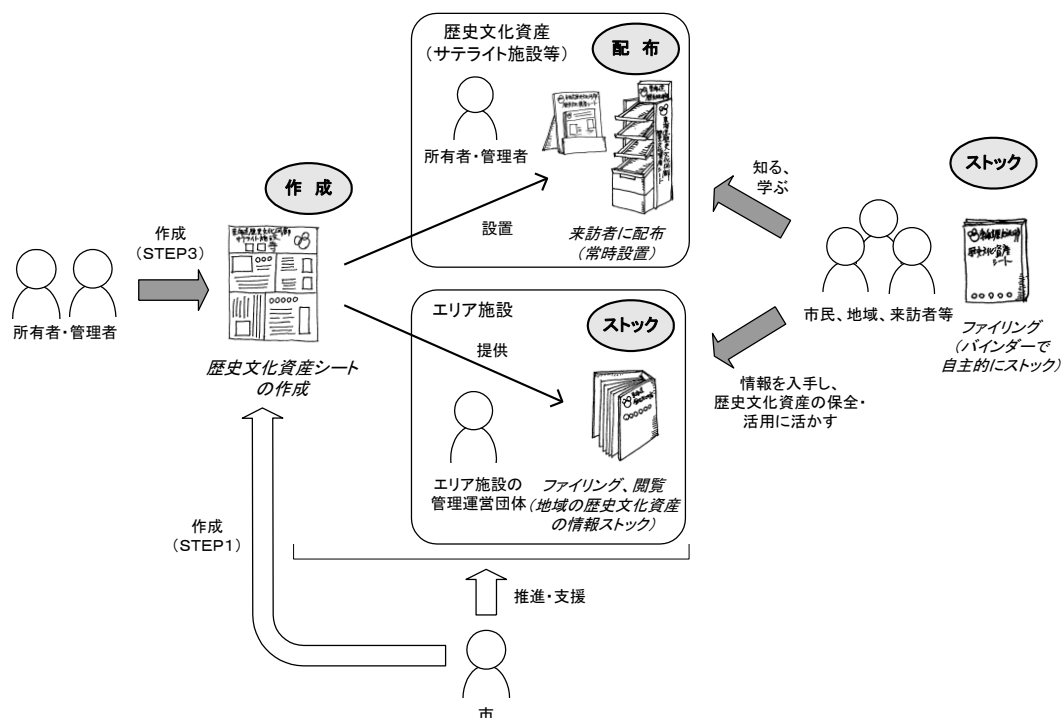 歴史文化資産
(サテライト施設等)
配 布
所有者・管理者
設置
来訪者に配布
(常時設置)
作 成
作成
(STEP3)
所有者・管理者
歴史文化資産シート
の作成
知る、
学ぶ
ストック
市民、地域、来訪者等
ファイリング
(バインダーで
自主的にストック)
エリア施設
ストック
提供
エリア施設の
管理運営団体
ファイリング、閲覧
(地域の歴史文化資産
の情報ストック)
情報を入手し、
歴史文化資産の保全・
活用に活かす
作成
(STEP1)
推進・支援
市